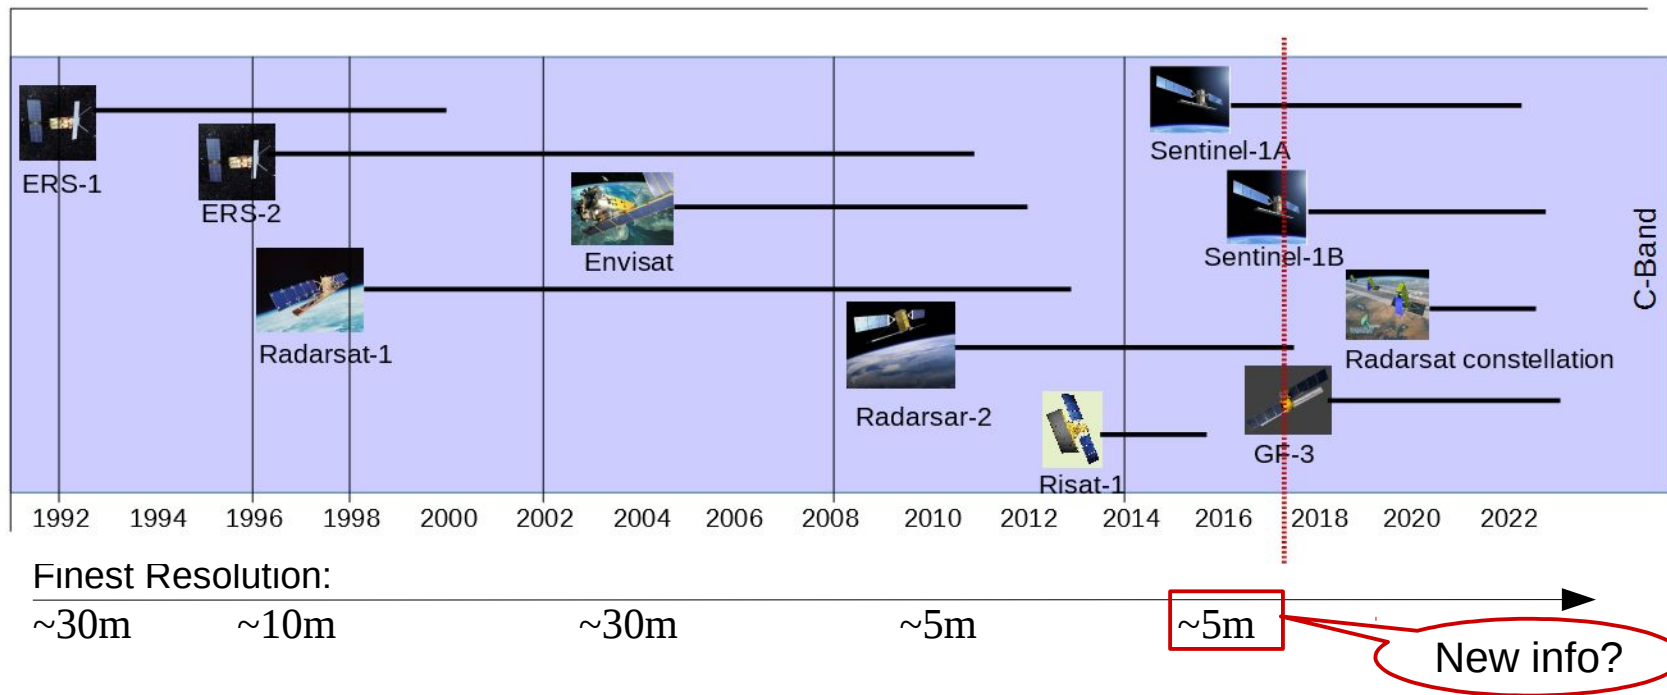 Sentinel-1A
ERS-1
ERS-2
Envisat
Sentinel-1B
C-Band
Radarsat-1
Radarsat constellation
Radarsar-2
GF-3
Risat-1
1992 1994 1996 1998 2000 2002 2004 2006 2008 2010 2012 2014 2016 2018 2020 2022
Finest Resolution:
~30m ~10m ~30m ~5m ~5m
New info?